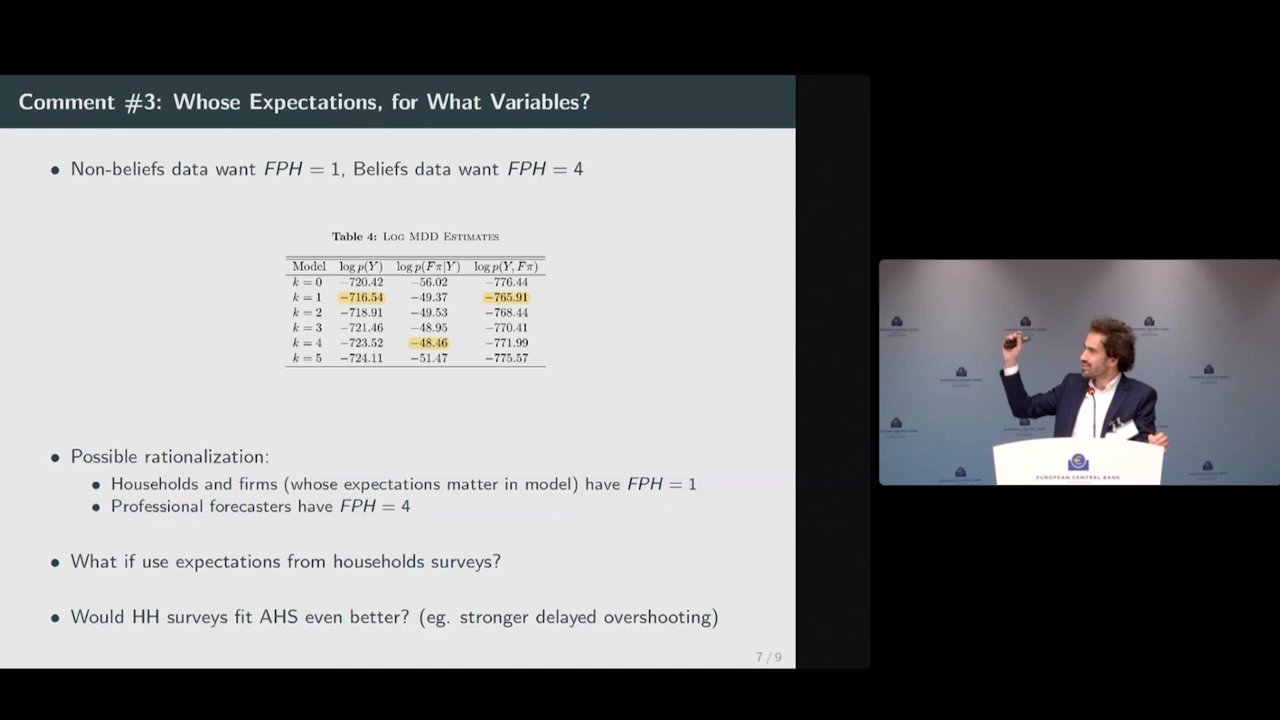 Comment #3: Whose Expectations, for What Variables?
• Non-beliefs data want FPH = 1, Beliefs data want FPH = 4
Table 4: Log MDD Estimates
Model log p(Y) log p(Fπ|Y) log p(Y, Fπ)
k = 0 −720.42 −56.02 −776.44
k = 1 −716.54 −49.37 −765.91
k = 2 −718.91 −49.53 −768.44
k = 3 −721.46 −48.95 −770.41
k = 4 −723.52 −48.46 −771.99
k = 5 −724.11 −51.47 −775.57
• Possible rationalization:
• Households and firms (whose expectations matter in model) have FPH = 1
• Professional forecasters have FPH = 4
• What if use expectations from households surveys?
• Would HH surveys fit AHS even better? (eg. stronger delayed overshooting)
7 / 9
EUROPEAN CENTRAL BANK